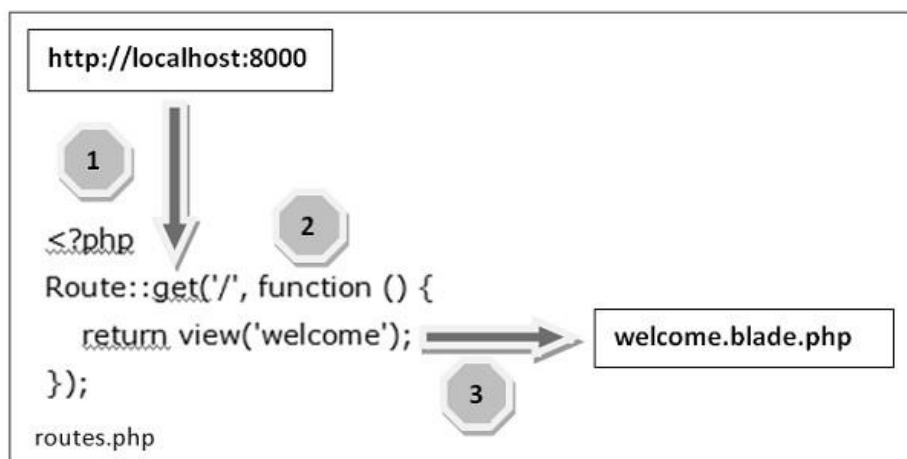 http://localhost:8000
1
2
<?php
Route::get('/', function () {
return view('welcome');
welcome.blade.php
3
});
routes.php